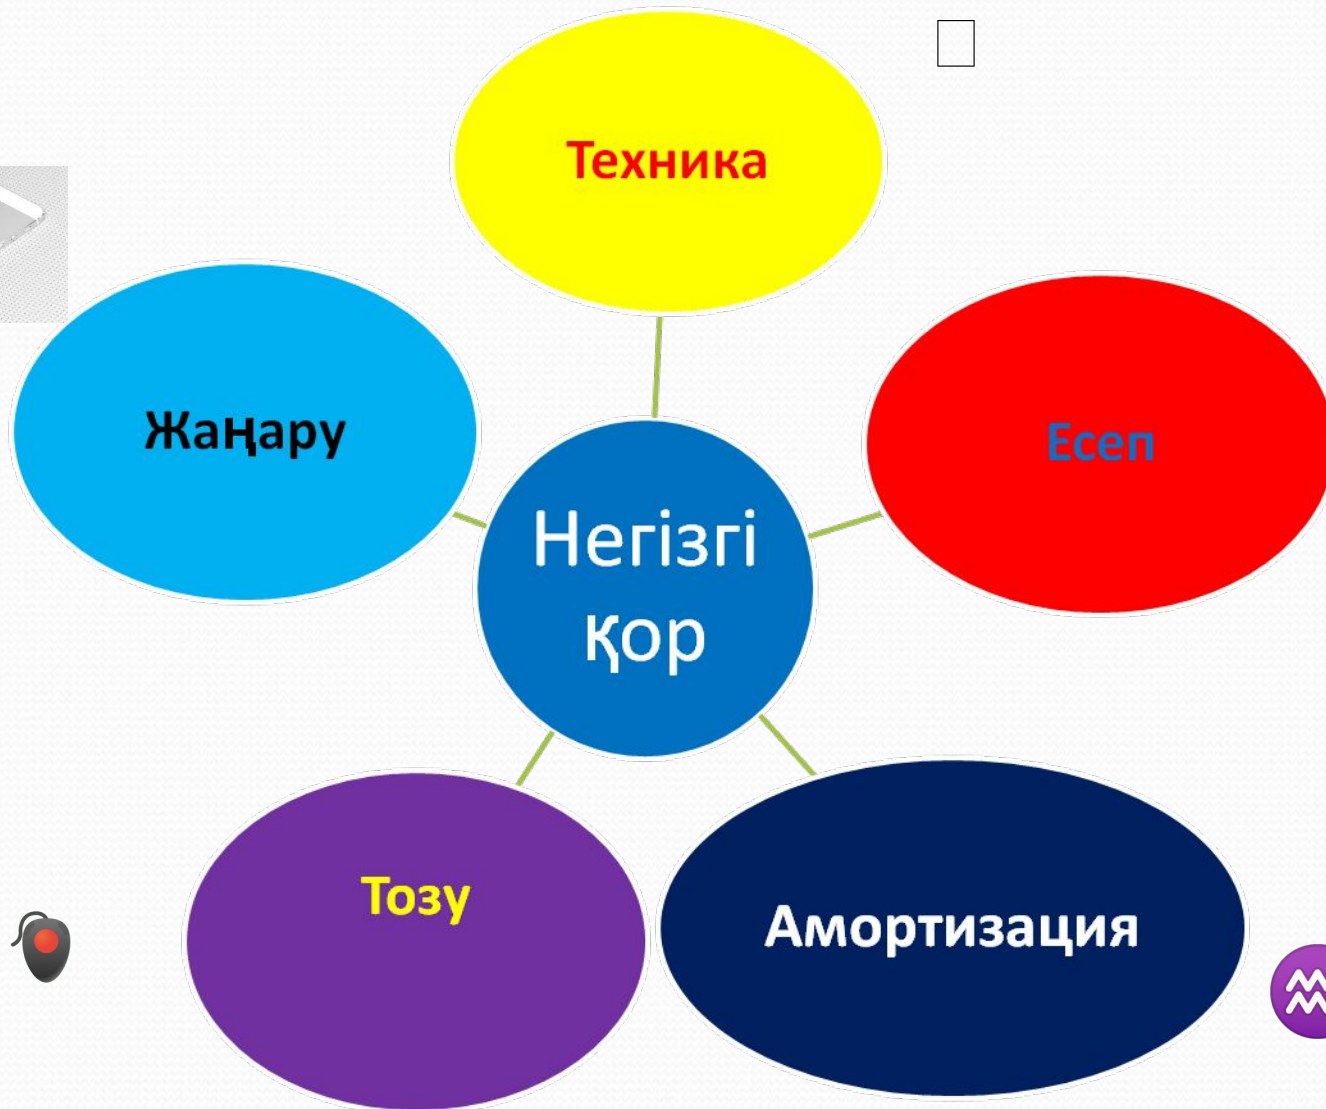 Техника
Жаңару
Есеп
Негізгі
қор
Тозу
Амортизация